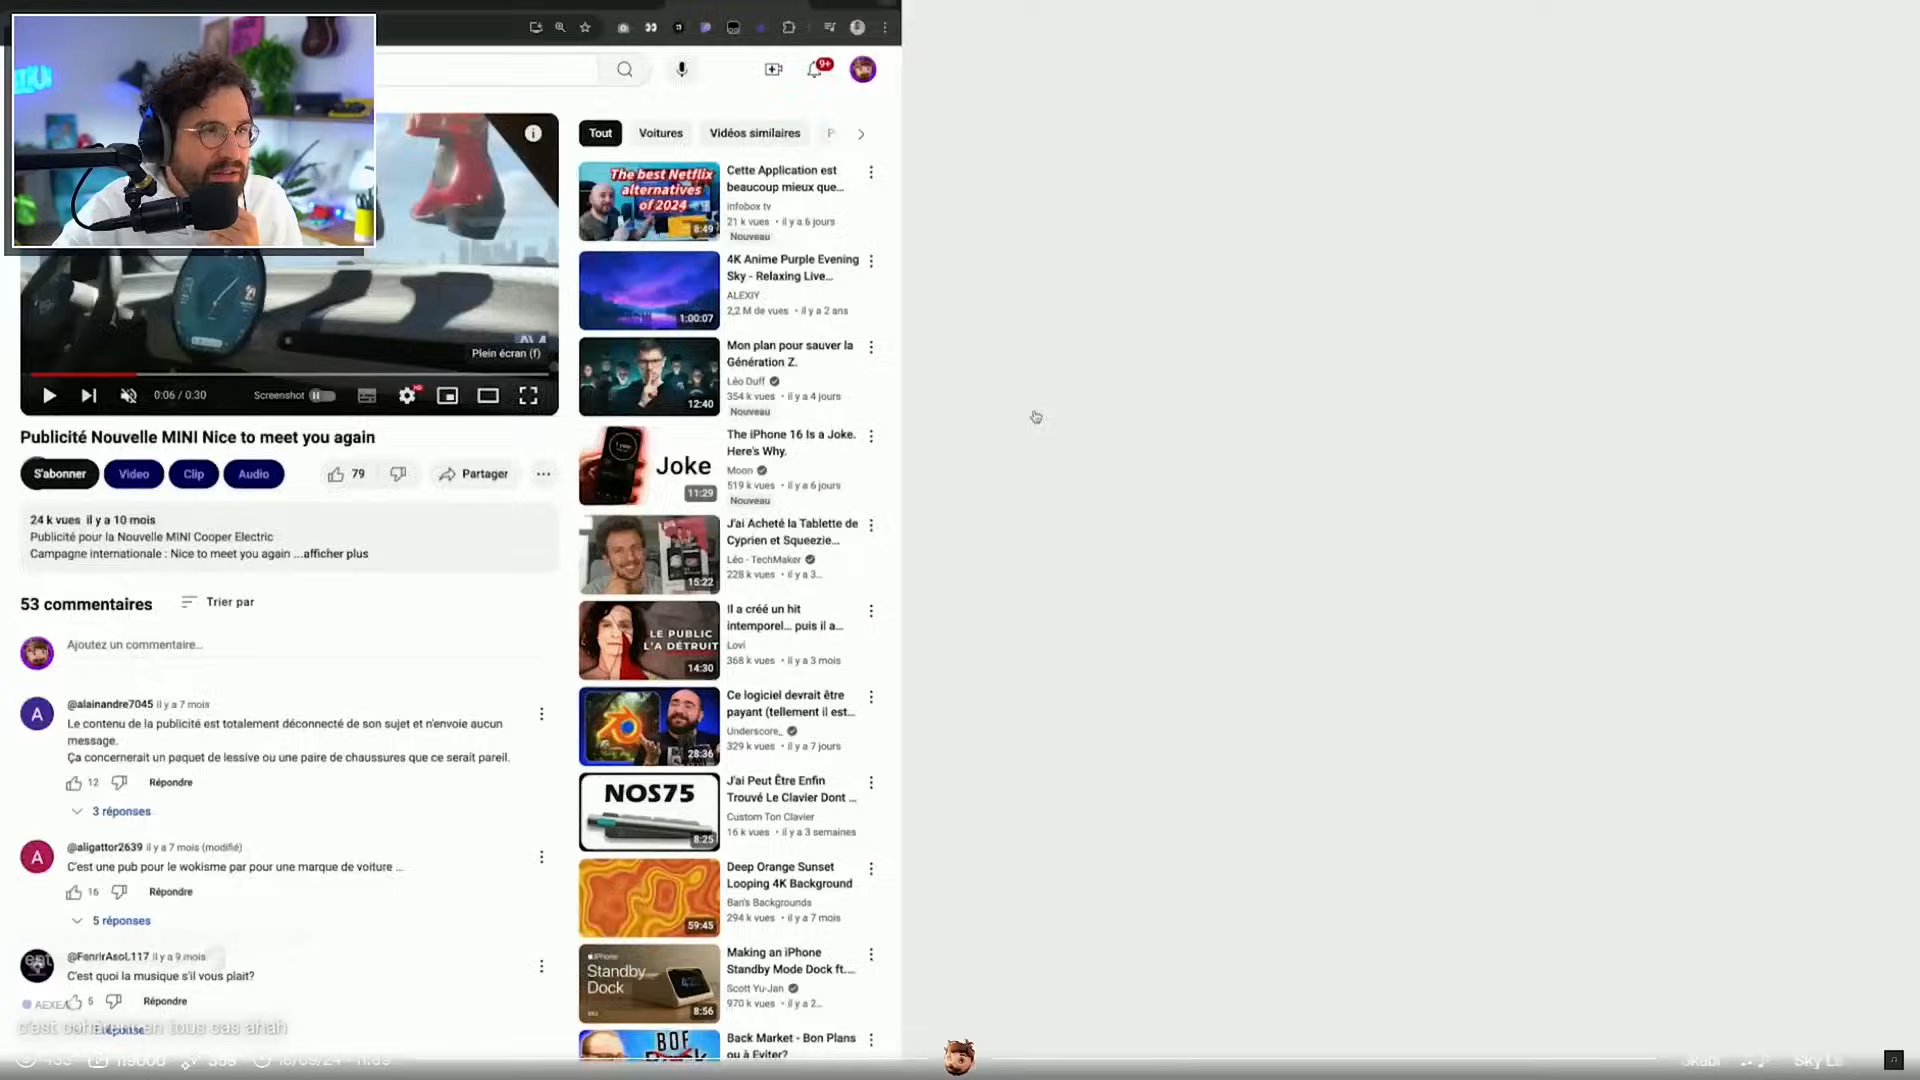 9+
Plein écran (f)
0:06 / 0:30
Screenshot
HD
Publicité Nouvelle MINI Nice to meet you again
S'abonner
Video
Clip
Audio
79
Partager
24 k vues il y a 10 mois
Publicité pour la Nouvelle MINI Cooper Electric
Campagne internationale : Nice to meet you again ...afficher plus
53 commentaires
Trier par
Ajoutez un commentaire...
A
@alainandre7045 il y a 7 mois
Le contenu de la publicité est totalement déconnecté de son sujet et n'envoie aucun
message.
Ça concernerait un paquet de lessive ou une paire de chaussures que ce serait pareil.
12
Répondre
3 réponses
A
@aligattor2639 il y a 7 mois (modifié)
C'est une pub pour le wokisme par pour une marque de voiture ...
16
Répondre
5 réponses
@FenrirAsoL117 il y a 9 mois
C'est quoi la musique s'il vous plait?
5
Répondre
c'est cohérent en tous cas ahah
Tout
Voitures
Vidéos similaires
The best Netflix
alternatives
of 2024
8:49
Cette Application est
beaucoup mieux que...
infobox tv
21 k vues • il y a 6 jours
Nouveau
1:00:07
4K Anime Purple Evening
Sky - Relaxing Live...
ALEXIY
2,2 M de vues • il y a 2 ans
12:40
Mon plan pour sauver la
Génération Z.
Léo Duff
354 k vues • il y a 4 jours
Nouveau
Joke
11:29
The iPhone 16 Is a Joke.
Here's Why.
Moon
519 k vues • il y a 6 jours
Nouveau
15:22
J'ai Acheté la Tablette de
Cyprien et Squeezie...
Léo - TechMaker
228 k vues • il y a 3...
LE PUBLIC
L'A DÉTRUIT
14:30
Il a créé un hit
intemporel... puis il a...
Lovi
368 k vues • il y a 3 mois
28:36
Ce logiciel devrait être
payant (tellement il est...
Underscore_
329 k vues • il y a 7 jours
NOS75
8:25
J'ai Peut Être Enfin
Trouvé Le Clavier Dont ...
Custom Ton Clavier
16 k vues • il y a 3 semaines
59:45
Deep Orange Sunset
Looping 4K Background
Ban's Backgrounds
294 k vues • il y a 7 mois
iPhone
Standby
Dock
8:56
Making an iPhone
Standby Mode Dock ft....
Scott Yu-Jan
970 k vues • il y a 2...
BOF
Back Market - Bon Plans
ou à Eviter?